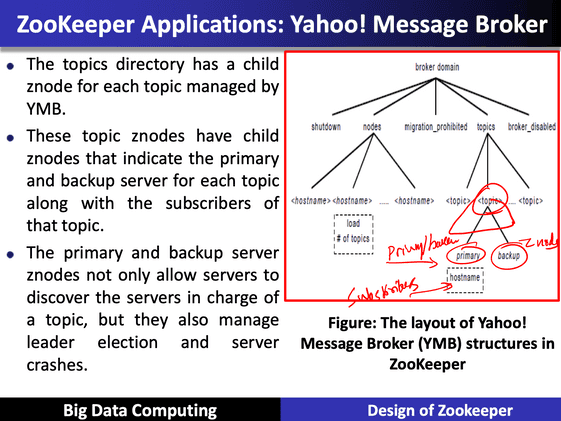 ZooKeeper Applications: Yahoo! Message Broker
The topics directory has a child
znode for each topic managed by
YMB.
These topic znodes have child
znodes that indicate the primary
and backup server for each topic
along with the subscribers of
that topic.
The primary and backup server
znodes not only allow servers to
discover the servers in charge of
a topic, but they also manage
leader election and server
crashes.
broker domain
shutdown nodes migration_prohibited topics broker_disabled
<hostname> <hostname> ..... <hostname> <topic> <topic> ..... <topic>
load
# of topics
primary backup
hostname
Subscribers
Figure: The layout of Yahoo!
Message Broker (YMB) structures in
ZooKeeper
Big Data Computing
Design of Zookeeper